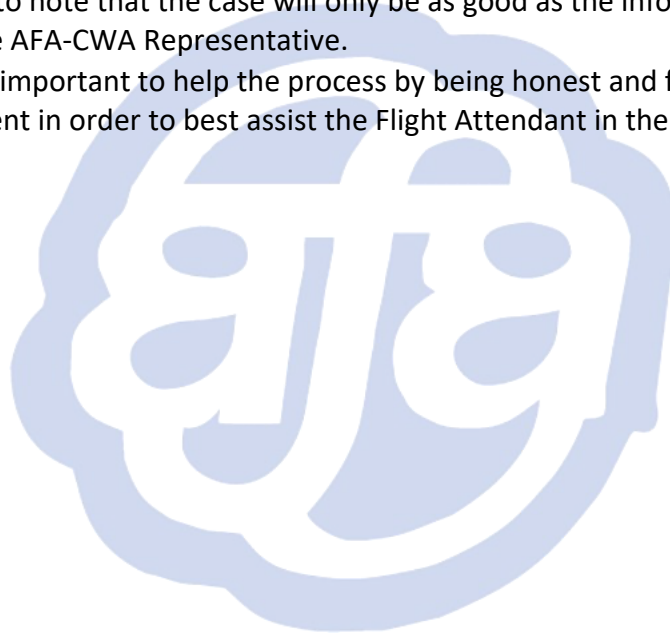 to note that the case will only be as good as the info
e AFA-CWA Representative.
important to help the process by being honest and f
ent in order to best assist the Flight Attendant in the
afa